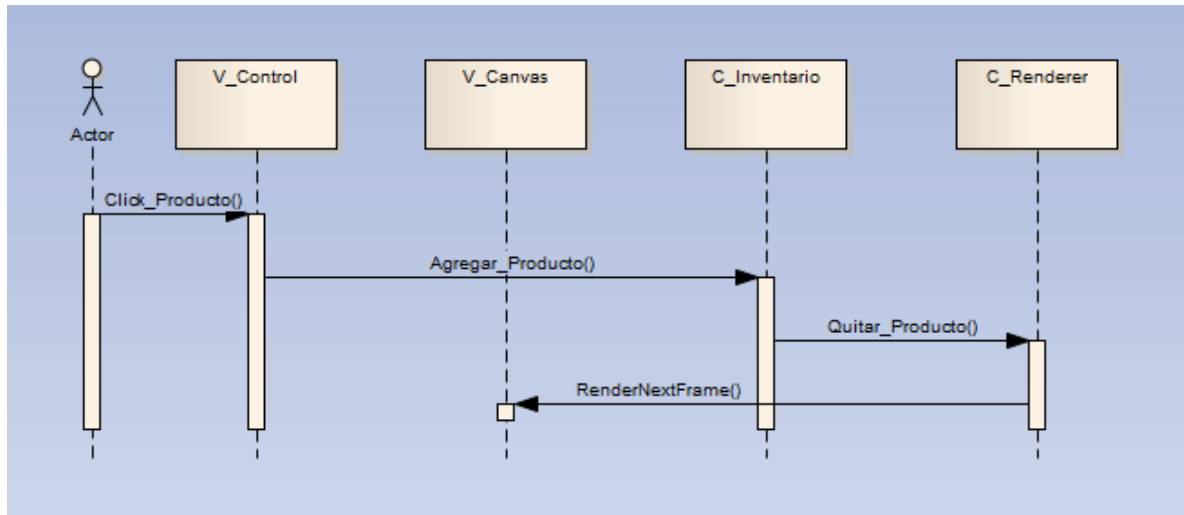 V_Control
V_Canvas
C_Inventario
C_Renderer
Actor
Click_Producto()
Agregar_Producto()
Quitar_Producto()
RenderNextFrame()